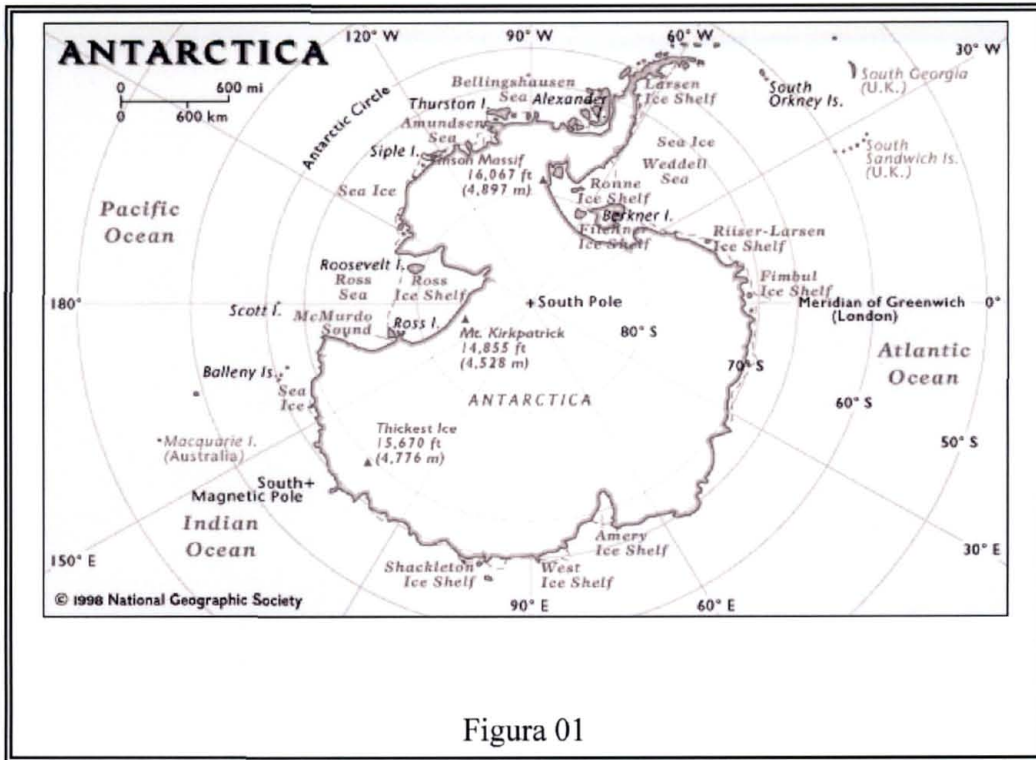 ANTARCTICA
0 600 mi
0 600 km
120° W
90° W
60° W
30° W
Antarctic Circle
Bellingshausen
Sea
Thurston I.
Alexander
Larsen
Ice Shelf
South
Orkney Is.
South Georgia
(U.K.)
Amundsen
Sea
Siple I.
Massif
16,067 ft
(4,897 m)
Sea Ice
Weddell
Sea
South
Sandwich Is.
(U.K.)
Sea Ice
Ronne
Ice Shelf
Berkner I.
Filchner
Ice Shelf
Riiser-Larsen
Ice Shelf
Pacific
Ocean
Roosevelt I.
Ross
Sea
Ross
Ice Shelf
Fimbul
Ice Shelf
180°
Scott I.
McMurdo
Sound
Ross I.
+South Pole
Meridian of Greenwich
(London)
0°
Mt. Kirkpatrick
14,855 ft
(4,528 m)
80° S
70° S
Atlantic
Ocean
Balleny Is.
Sea
Ice
ANTARCTICA
60° S
Macquarie I.
(Australia)
Thickest Ice
15,670 ft
(4,776 m)
50° S
South+
Magnetic Pole
Indian
Ocean
Amery
Ice Shelf
150° E
Shackleton
Ice Shelf
West
Ice Shelf
30° E
© 1998 National Geographic Society
90° E
60° E
Figura 01